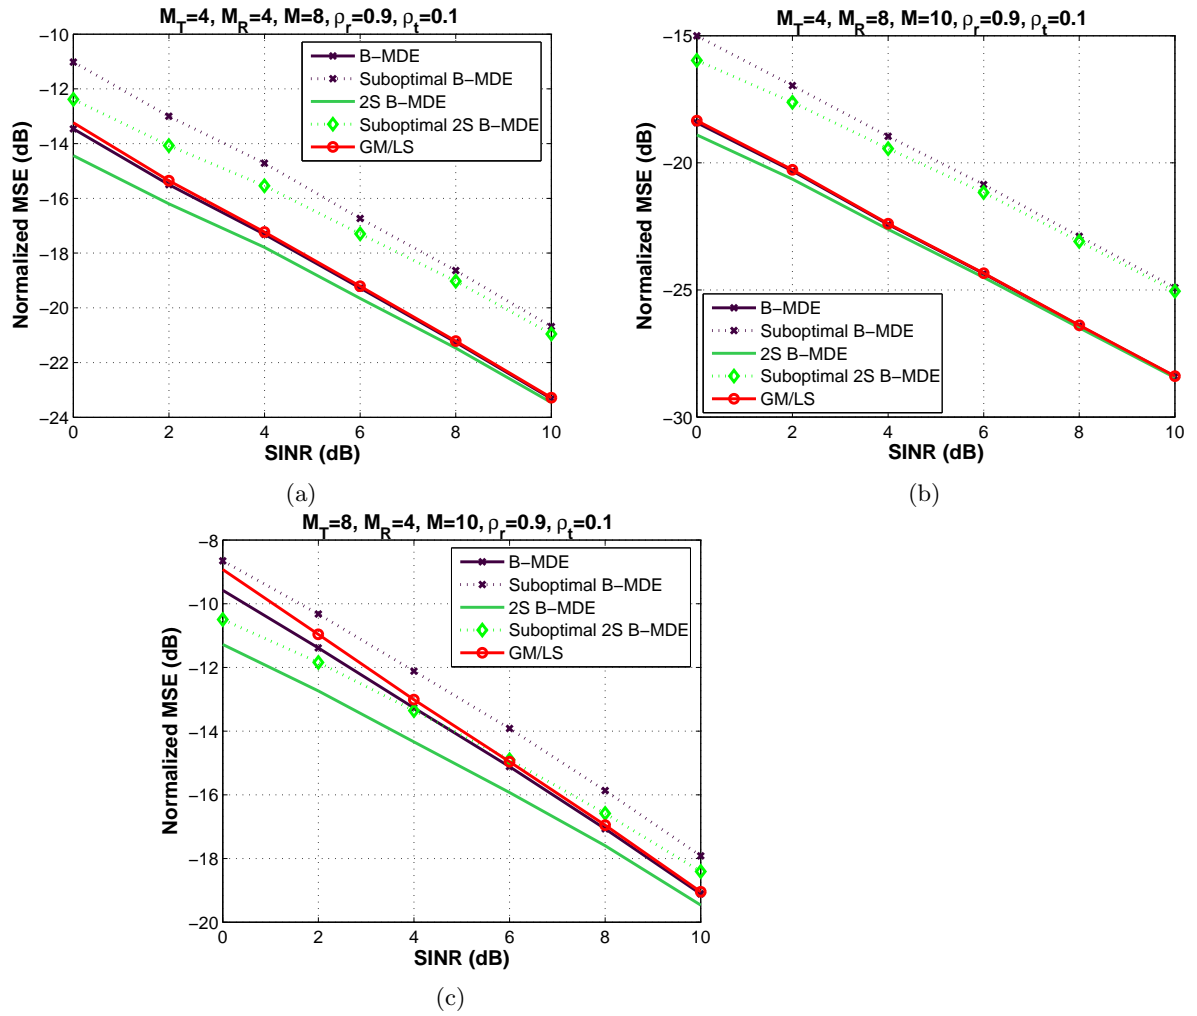 M_T=4, M_R=4, M=8, ρ_r=0.9, ρ_t=0.1
−10
−12
−14
−16
−18
−20
−22
−24
0
2
4
6
8
10
Normalized MSE (dB)
SINR (dB)
B−MDE
Suboptimal B−MDE
2S B−MDE
Suboptimal 2S B−MDE
GM/LS
(a)
M_T=4, M_R=8, M=10, ρ_r=0.9, ρ_t=0.1
−15
−20
−25
−30
0
2
4
6
8
10
Normalized MSE (dB)
SINR (dB)
B−MDE
Suboptimal B−MDE
2S B−MDE
Suboptimal 2S B−MDE
GM/LS
(b)
M_T=8, M_R=4, M=10, ρ_r=0.9, ρ_t=0.1
−8
−10
−12
−14
−16
−18
−20
0
2
4
6
8
10
Normalized MSE (dB)
SINR (dB)
B−MDE
Suboptimal B−MDE
2S B−MDE
Suboptimal 2S B−MDE
GM/LS
(c)